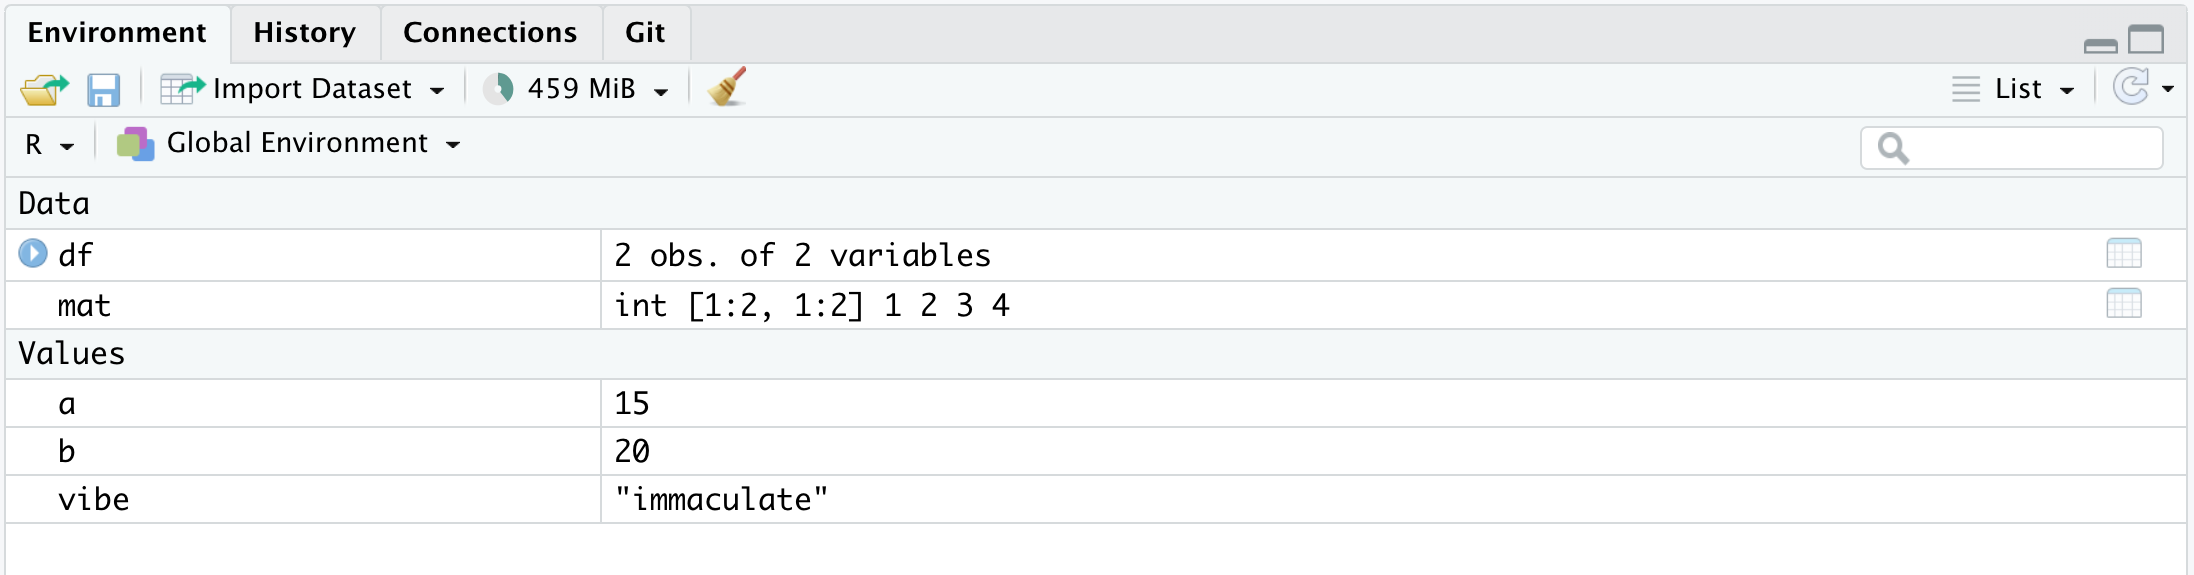 Environment History Connections Git
Import Dataset 459 MiB List
R Global Environment
Data
df 2 obs. of 2 variables
mat int [1:2, 1:2] 1 2 3 4
Values
a 15
b 20
vibe "immaculate"